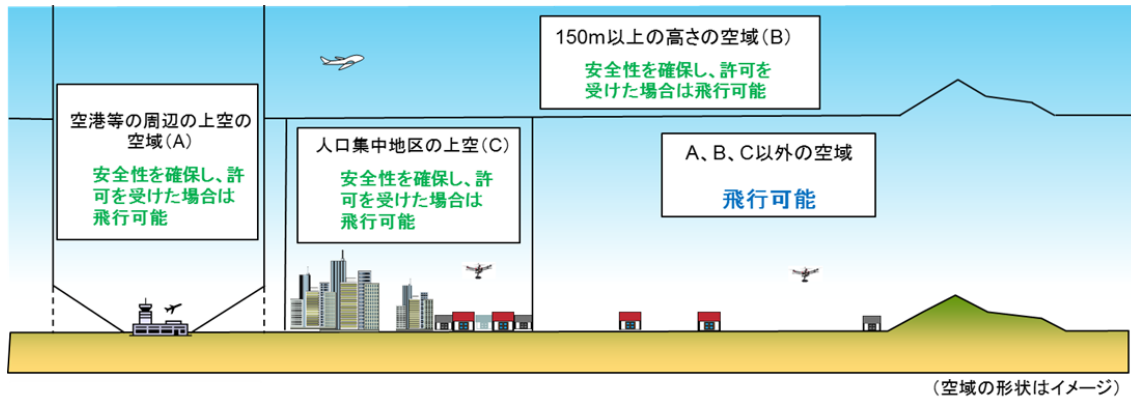 150m以上の高さの空域(B)
安全性を確保し、許可を
受けた場合は飛行可能
空港等の周辺の上空の
空域(A)
安全性を確保し、許
可を受けた場合は
飛行可能
人口集中地区の上空(C)
安全性を確保し、許
可を受けた場合は
飛行可能
A、B、C以外の空域
飛行可能
(空域の形状はイメージ)